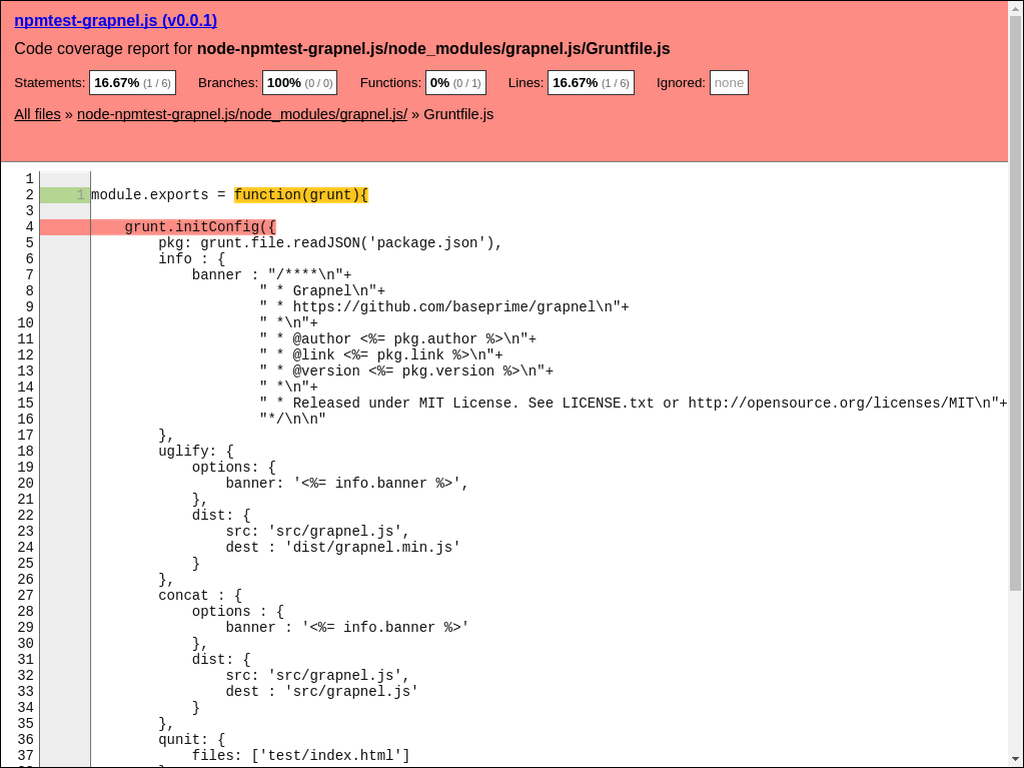 npmtest-grapnel.js (v0.0.1)
Code coverage report for node-npmtest-grapnel.js/node_modules/grapnel.js/Gruntfile.js
Statements: 16.67% (1 / 6) Branches: 100% (0 / 0) Functions: 0% (0 / 1) Lines: 16.67% (1 / 6) Ignored: none
All files » node-npmtest-grapnel.js/node_modules/grapnel.js/ » Gruntfile.js
1
2 1 module.exports = function(grunt){
3
4     grunt.initConfig({
5         pkg: grunt.file.readJSON('package.json'),
6         info : {
7             banner : "/****\n"+
8                     " * Grapnel\n"+
9                     " * https://github.com/baseprime/grapnel\n"+
10                     " *\n"+
11                     " * @author <%= pkg.author %>\n"+
12                     " * @link <%= pkg.link %>\n"+
13                     " * @version <%= pkg.version %>\n"+
14                     " *\n"+
15                     " * Released under MIT License. See LICENSE.txt or http://opensource.org/licenses/MIT\n"+
16                     "*/\n\n"
17         },
18         uglify: {
19             options: {
20                 banner: '<%= info.banner %>',
21             },
22             dist: {
23                 src: 'src/grapnel.js',
24                 dest : 'dist/grapnel.min.js'
25             }
26         },
27         concat : {
28             options : {
29                 banner : '<%= info.banner %>'
30             },
31             dist: {
32                 src: 'src/grapnel.js',
33                 dest : 'src/grapnel.js'
34             }
35         },
36         qunit: {
37             files: ['test/index.html']